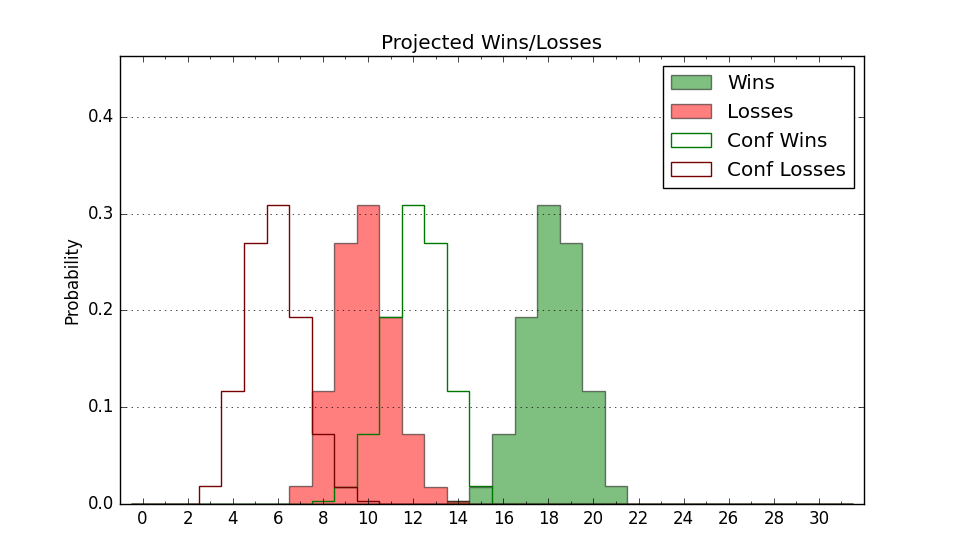 Projected Wins/Losses
Wins
Losses
Conf Wins
Conf Losses
Probability
0.4
0.3
0.2
0.1
0.0
0 2 4 6 8 10 12 14 16 18 20 22 24 26 28 30